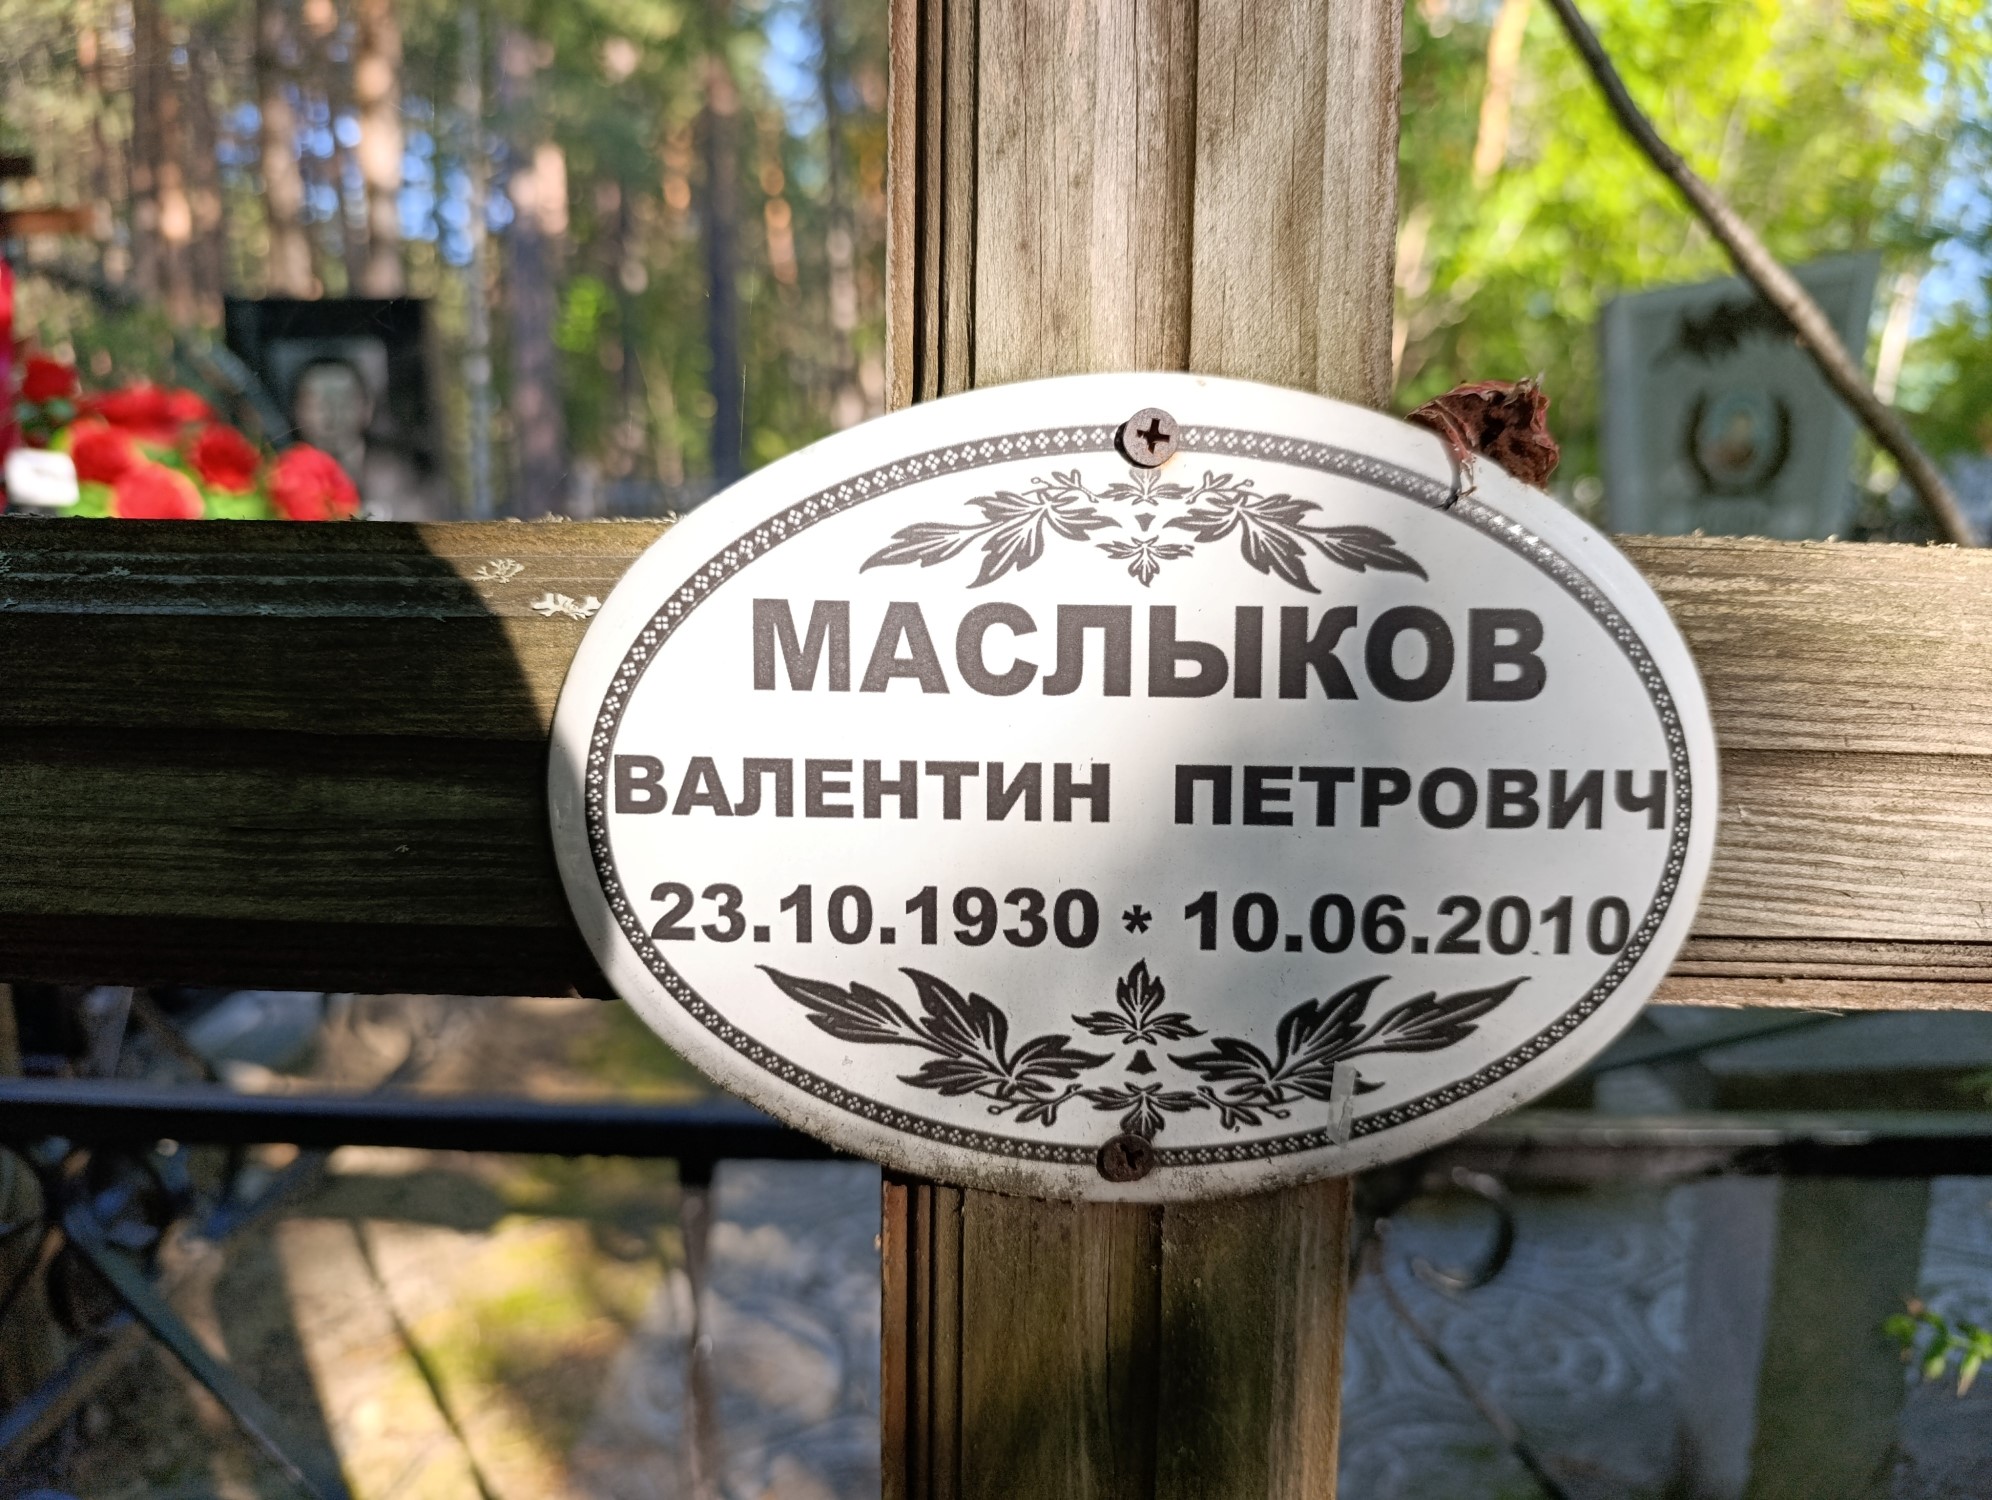 МАСЛЫКОВ
ВАЛЕНТИН ПЕТРОВИЧ
23.10.1930 * 10.06.2010